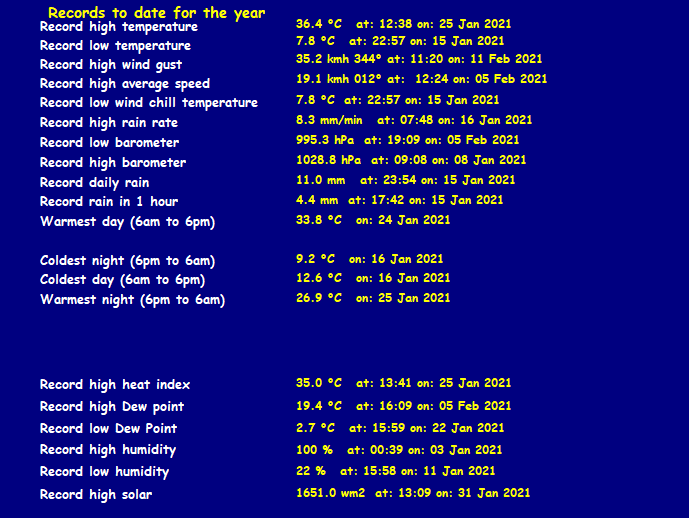 Records to date for the year
Record high temperature 36.4 °C at: 12:38 on: 25 Jan 2021
Record low temperature 7.8 °C at: 22:57 on: 15 Jan 2021
Record high wind gust 35.2 kmh 344° at: 11:20 on: 11 Feb 2021
Record high average speed 19.1 kmh 012° at: 12:24 on: 05 Feb 2021
Record low wind chill temperature 7.8 °C at: 22:57 on: 15 Jan 2021
Record high rain rate 8.3 mm/min at: 07:48 on: 16 Jan 2021
Record low barometer 995.3 hPa at: 19:09 on: 05 Feb 2021
Record high barometer 1028.8 hPa at: 09:08 on: 08 Jan 2021
Record daily rain 11.0 mm at: 23:54 on: 15 Jan 2021
Record rain in 1 hour 4.4 mm at: 17:42 on: 15 Jan 2021
Warmest day (6am to 6pm) 33.8 °C on: 24 Jan 2021
Coldest night (6pm to 6am) 9.2 °C on: 16 Jan 2021
Coldest day (6am to 6pm) 12.6 °C on: 16 Jan 2021
Warmest night (6pm to 6am) 26.9 °C on: 25 Jan 2021
Record high heat index 35.0 °C at: 13:41 on: 25 Jan 2021
Record high Dew point 19.4 °C at: 16:09 on: 05 Feb 2021
Record low Dew Point 2.7 °C at: 15:59 on: 22 Jan 2021
Record high humidity 100 % at: 00:39 on: 03 Jan 2021
Record low humidity 22 % at: 15:58 on: 11 Jan 2021
Record high solar 1651.0 wm2 at: 13:09 on: 31 Jan 2021